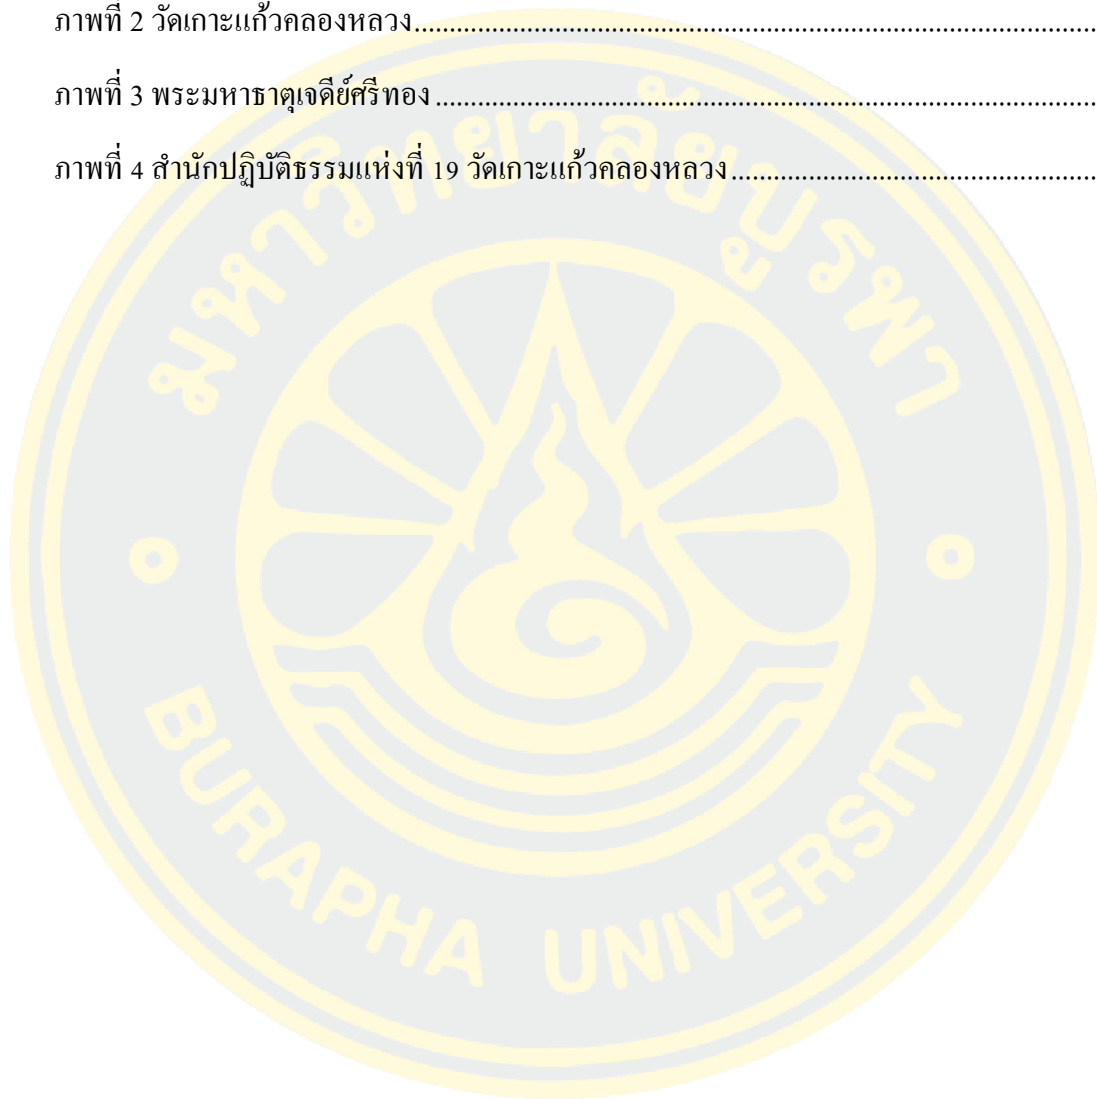 ภาพที่ 2 วัดเกาะแก้วคลองหลวง........................................................................................................
ภาพที่ 3 พระมหาธาตุเจดีย์ศรีทอง.....................................................................................................
ภาพที่ 4 สำนักปฏิบัติธรรมแห่งที่ 19 วัดเกาะแก้วคลองหลวง........................................................
มหาวิทยาลัยบูรพา
BURAPHA UNIVERSITY